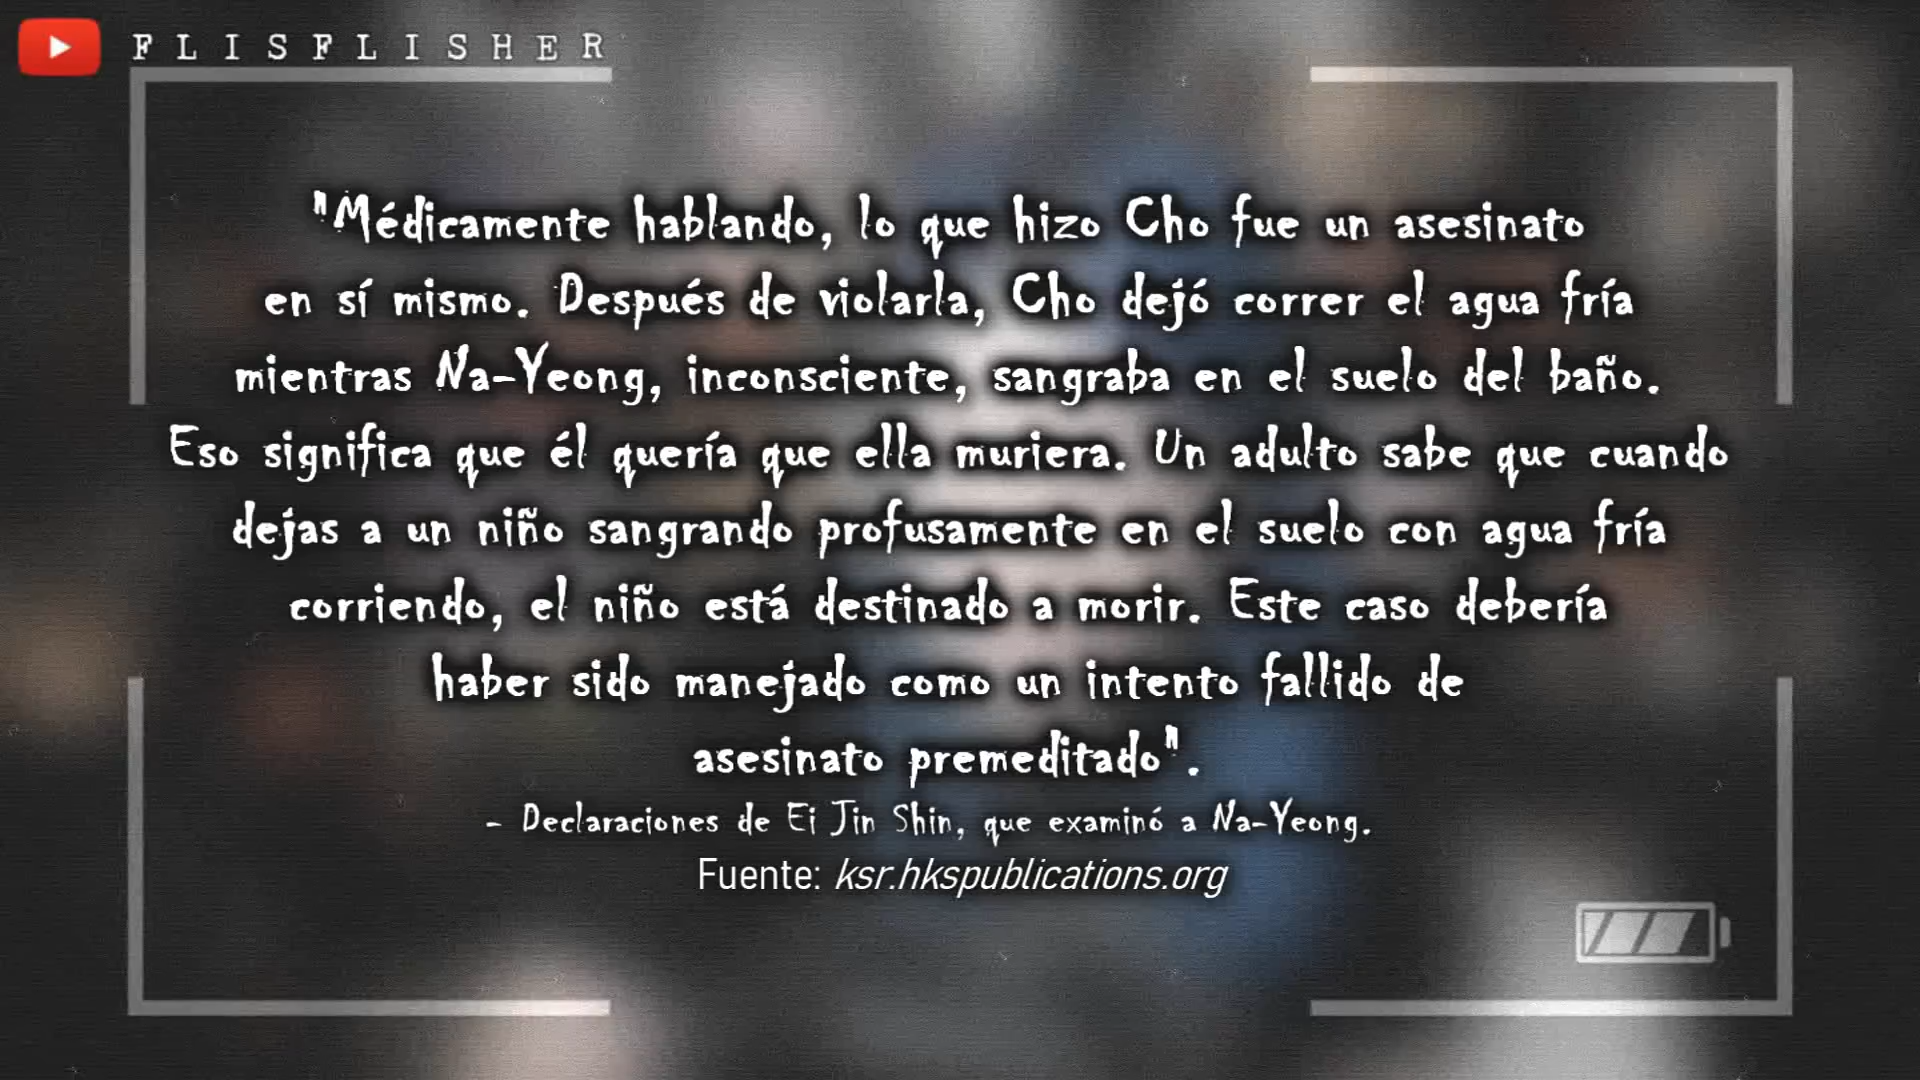 FLISFLISHER
"Médicamente hablando, lo que hizo Cho fue un asesinato
en sí mismo. Después de violarla, Cho dejó correr el agua fría
mientras Na-Yeong, inconsciente, sangraba en el suelo del baño.
Eso significa que él quería que ella muriera. Un adulto sabe que cuando
dejas a un niño sangrando profusamente en el suelo con agua fría
corriendo, el niño está destinado a morir. Este caso debería
haber sido manejado como un intento fallido de
asesinato premeditado".
- Declaraciones de Ei Jin Shin, que examinó a Na-Yeong.
Fuente: ksr.hkspublications.org